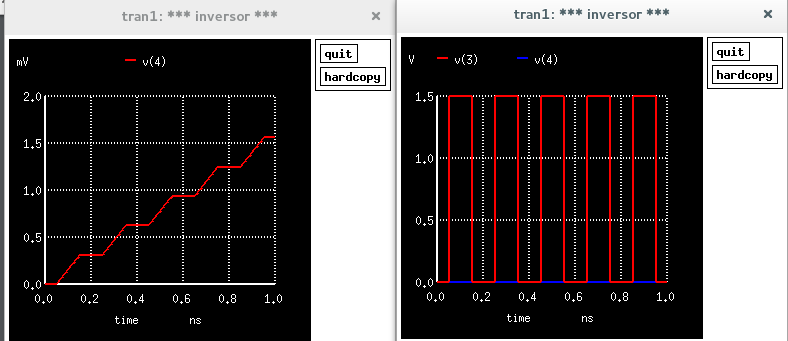 tran1: *** inversor ***
quit
hardcopy
mV v(4)
2.0
1.5
1.0
0.5
0.0
0.0 0.2 0.4 0.6 0.8 1.0
time ns
tran1: *** inversor ***
quit
hardcopy
V v(3) v(4)
1.5
1.0
0.5
0.0
0.0 0.2 0.4 0.6 0.8 1.0
time ns